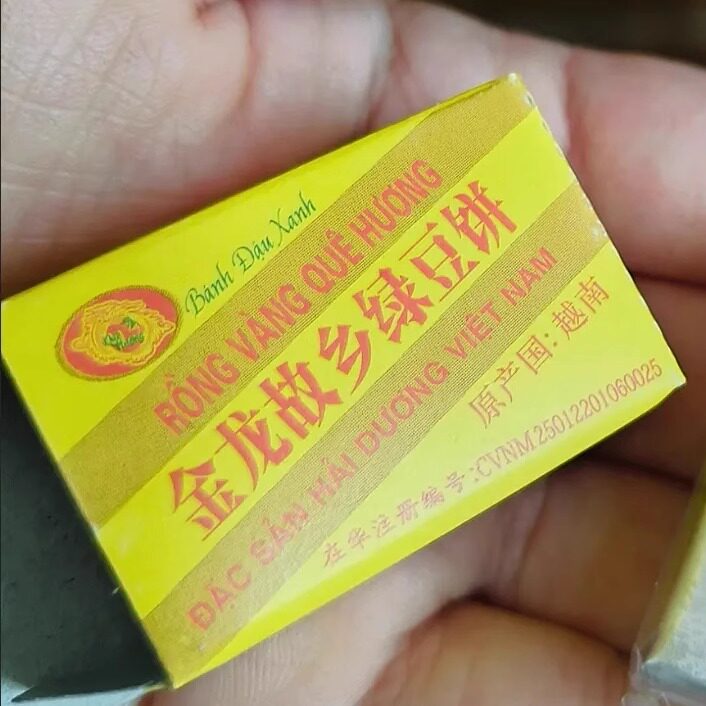 Bánh Đậu Xanh
RỒNG VÀNG QUÊ HƯƠNG
金龙故乡绿豆饼
ĐẶC SẢN HẢI DƯƠNG VIỆT NAM
原产国: 越南
在华注册编号:CVNM25012201060025